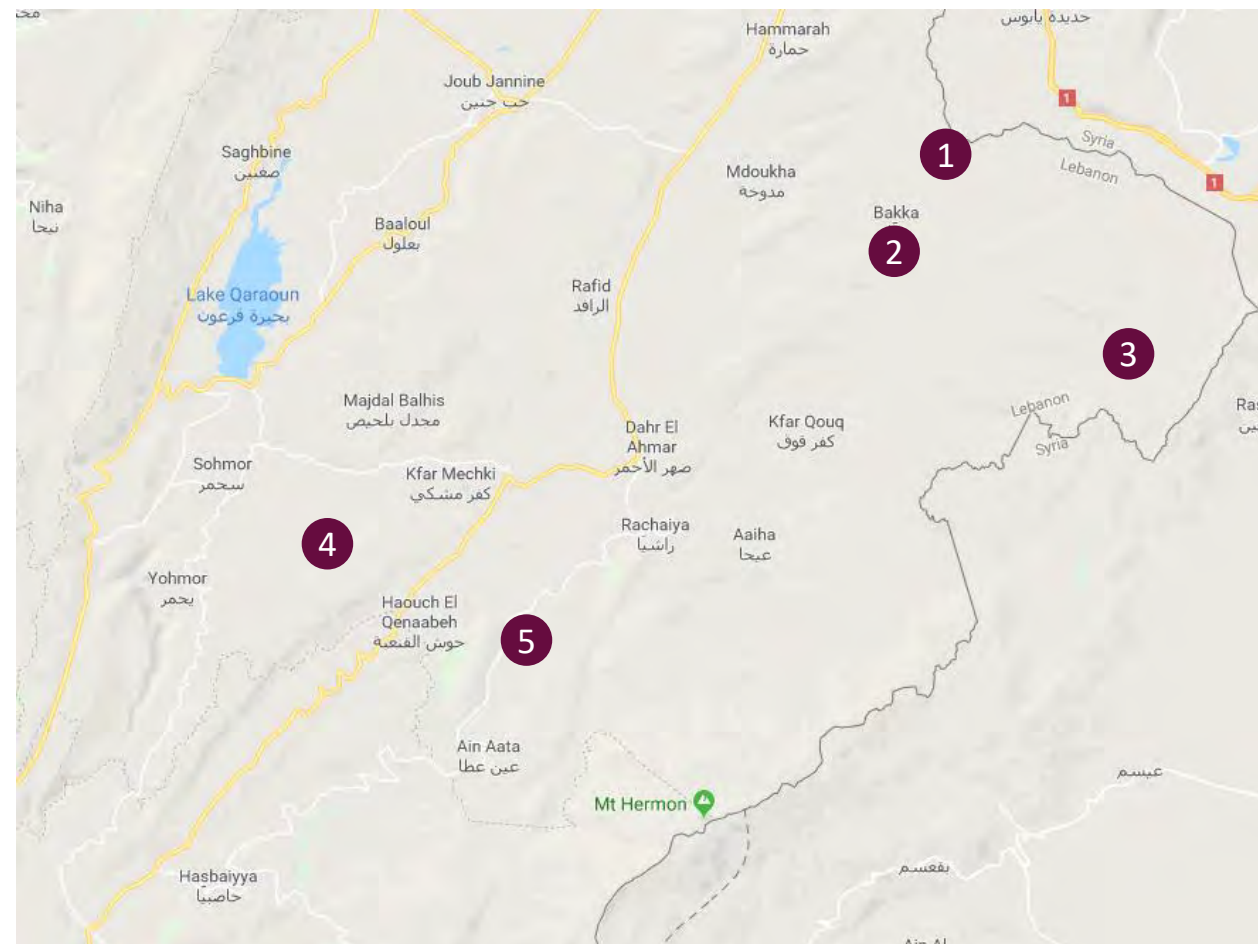 حديدة يابوس
Hammarah
حمارة
Joub Jannine
جب جنين
1
1
Syria
Lebanon
Saghbine
صغبين
Mdoukha
مدوخة
1
Niha
نيحا
Baaloul
بعلول
Bakka
2
Lake Qaraoun
بحيرة قرعون
Rafid
الرافد
3
Majdal Balhis
مجدل بلحيص
Lebanon
Syria
Dahr El
Ahmar
ضهر الأحمر
Kfar Qouq
كفر قوق
Sohmor
سحمر
Kfar Mechki
كفر مشكي
Rachaiya
راشيا
Aaiha
عيحا
4
Yohmor
يحمر
Haouch El
Qenaabeh
حوش القنعبة
5
Ain Aata
عين عطا
Mt Hermon
عيسم
Hasbaiyya
حاصبيا
بقعسم